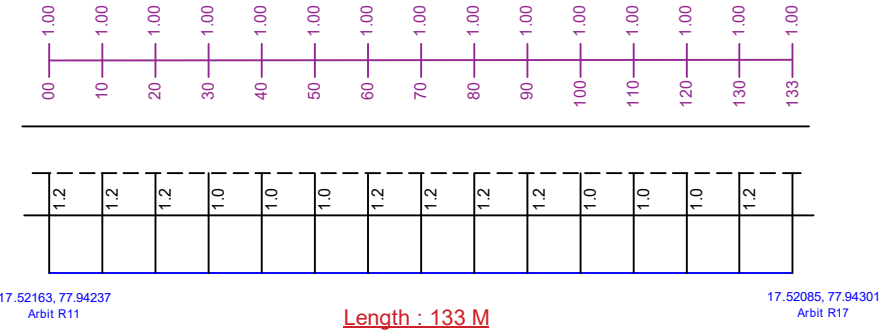 1.00 1.00 1.00 1.00 1.00 1.00 1.00 1.00 1.00 1.00 1.00 1.00 1.00 1.00 1.00
00 10 20 30 40 50 60 70 80 90 100 110 120 130 133
1.2 1.2 1.2 1.0 1.0 1.0 1.2 1.2 1.2 1.2 1.0 1.0 1.0 1.2
17.52163, 77.94237
Arbit R11
Length : 133 M
17.52085, 77.94301
Arbit R17